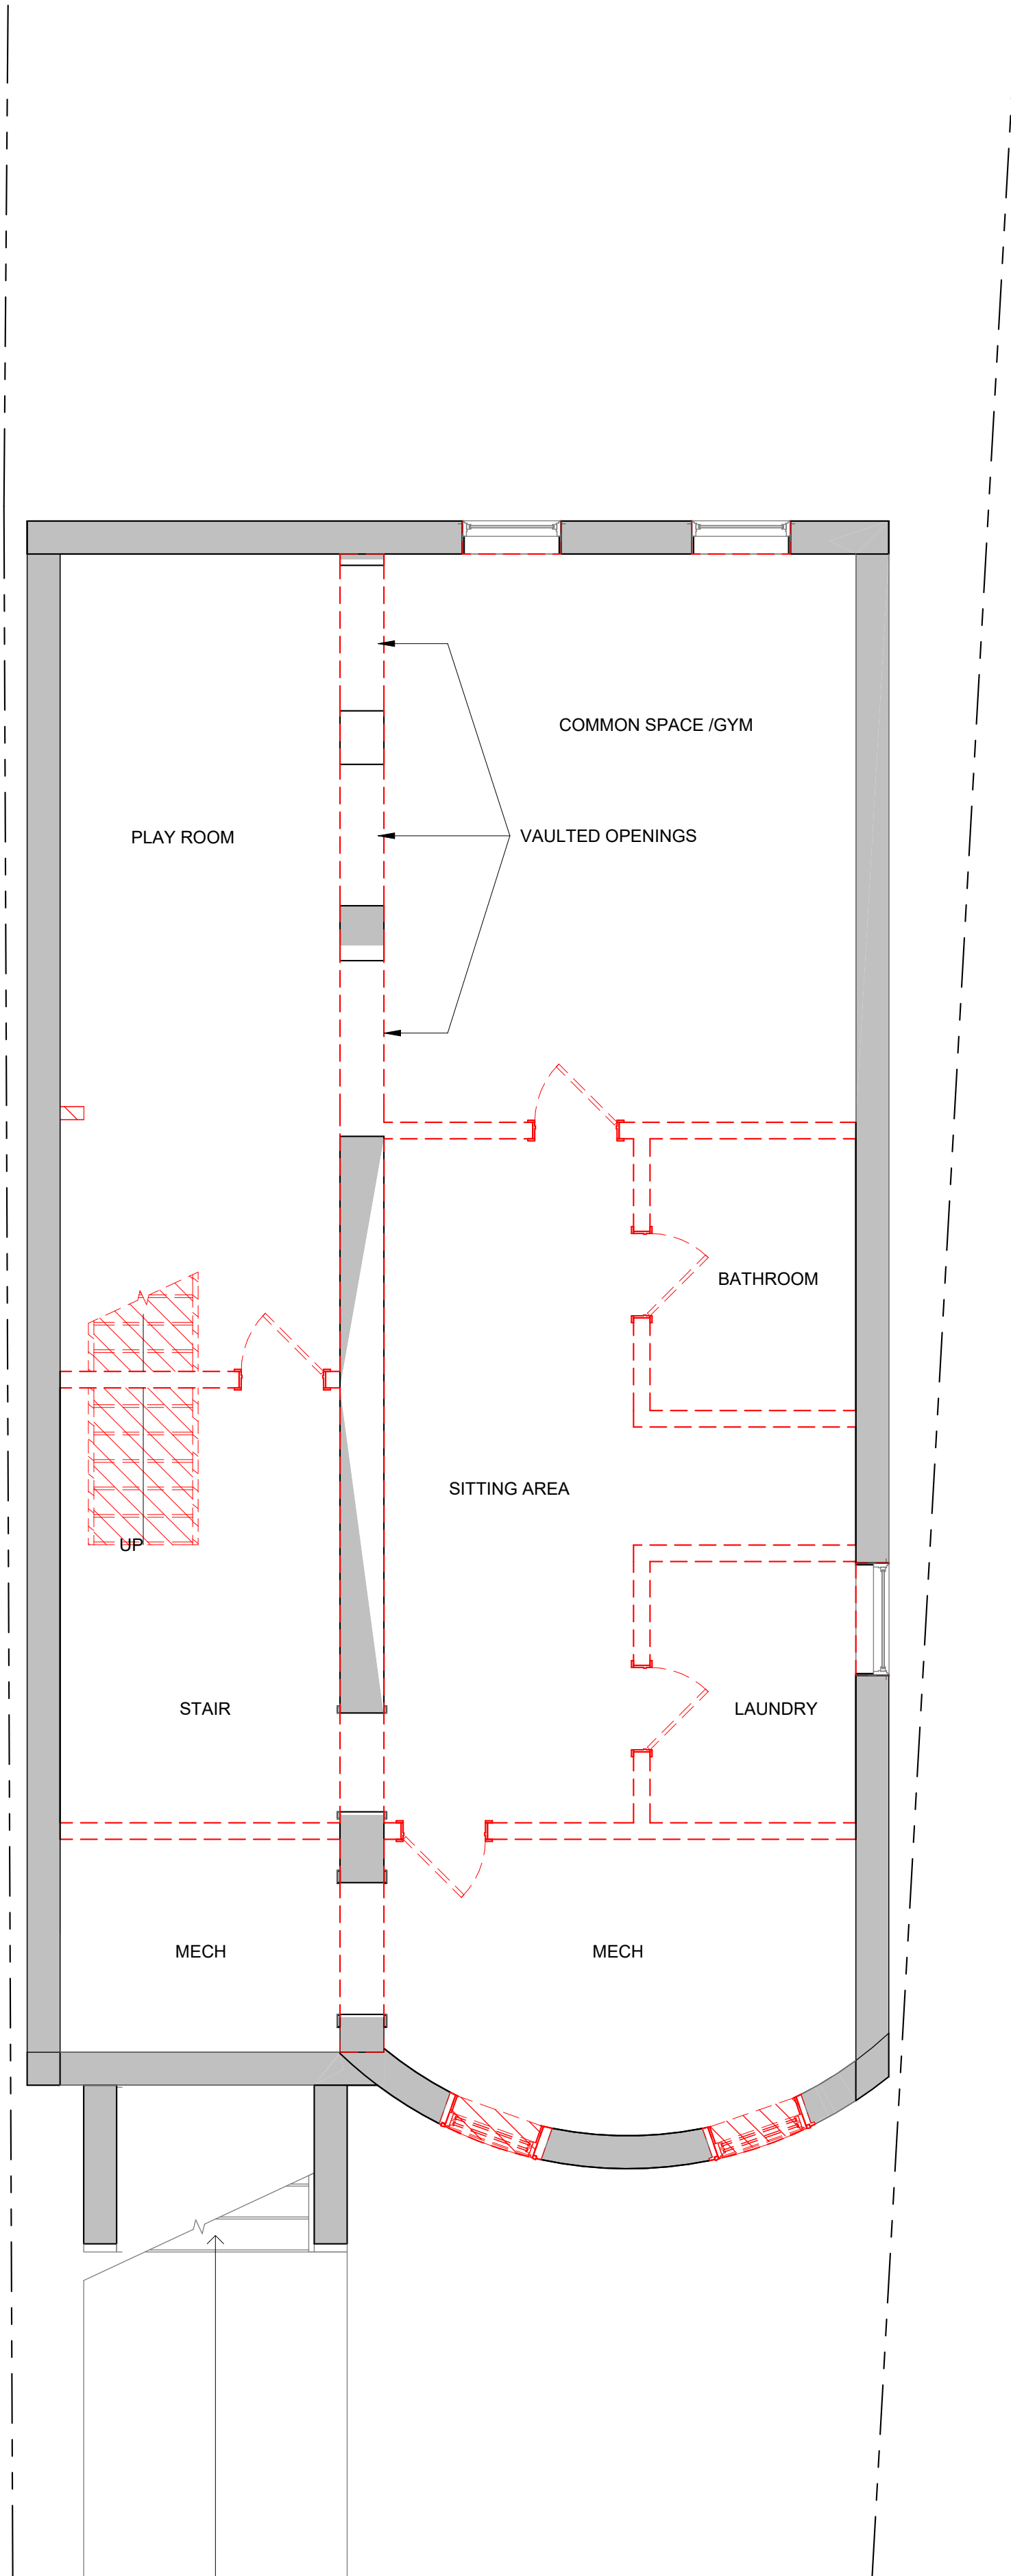 COMMON SPACE /GYM
PLAY ROOM
VAULTED OPENINGS
BATHROOM
SITTING AREA
UP
STAIR
LAUNDRY
MECH
MECH